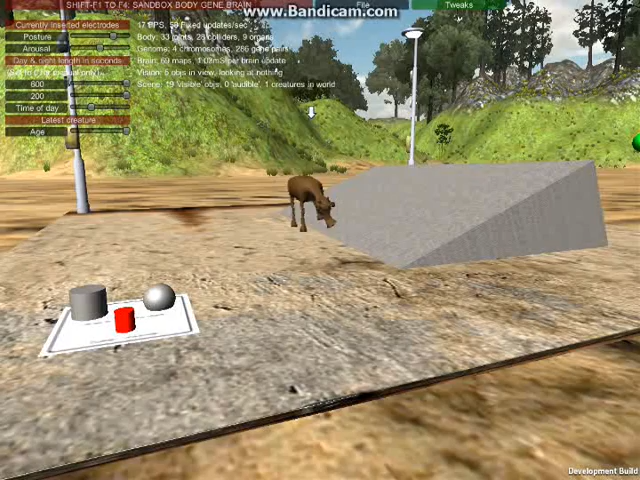 SHIFT-F1 TO F4: SANDBOX BODY GENE BRAIN
www.Bandicam.com
File
Tweaks
Currently inserted electrodes
17 FPS, 50 Fixed updates/sec
Posture
Body: 33 joints, 28 colliders, 9 organs
Arousal
Genome: 4 chromosomes, 286 gene pairs
Day & night length in seconds
Brain: 69 maps, 1.02mS per brain update
Vision: 5 objs in view, looking at nothing
600
Scene: 19 'visible' objs, 0 'audible', 1 creatures in world
200
Time of day
Latest creature
Age
Development Build